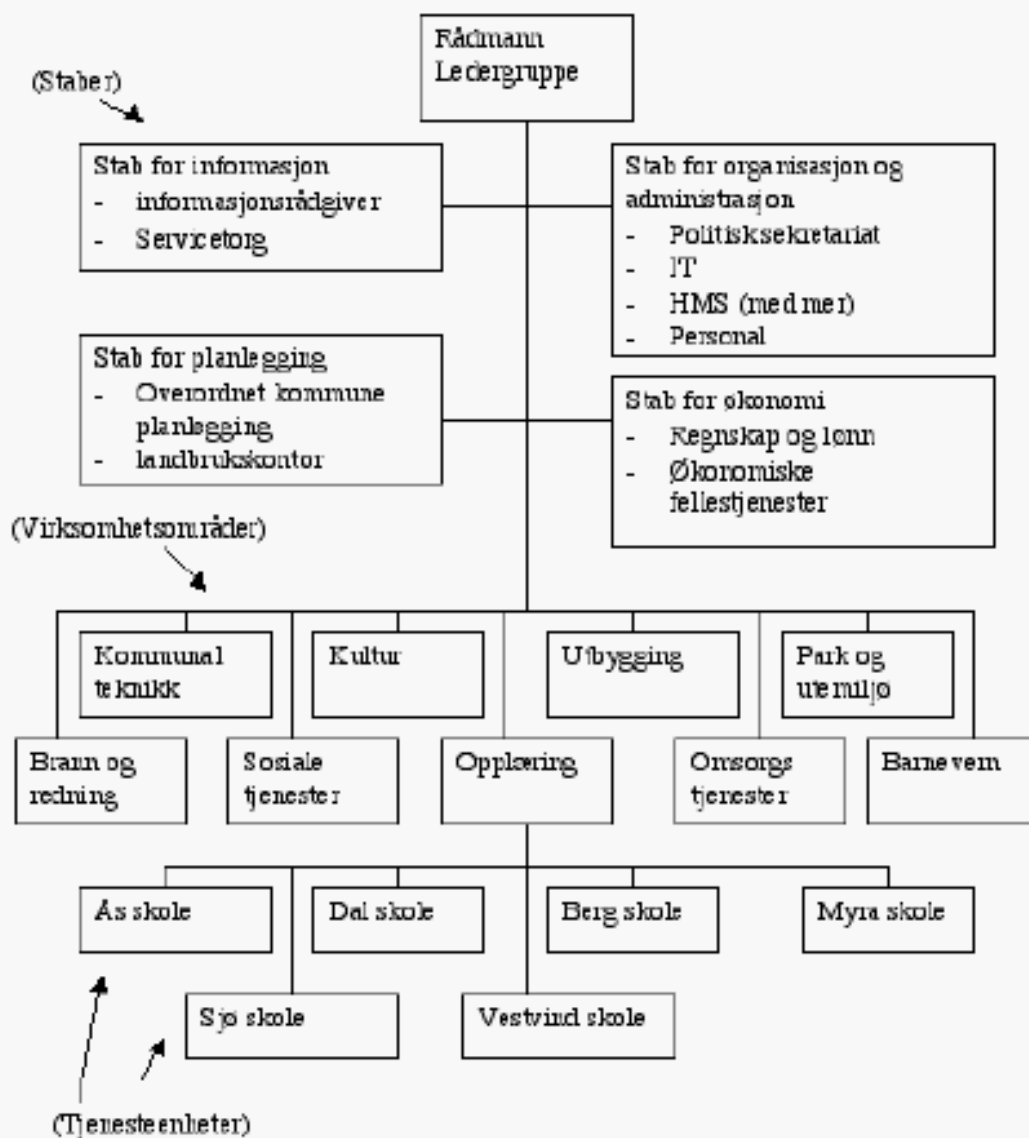 Rådmann
Ledergruppe
(Staber)
Stab for informasjon
- informasjonsrådgiver
- Servicetorg
Stab for organisasjon og
administrasjon
- Politisk sekretariat
- IT
- HMS (med mer)
- Personal
Stab for planlegging
- Overordnet kommune
planlegging
- landbrukskontor
Stab for økonomi
- Regnskap og lønn
- Økonomiske
fellestjenester
(Virksomhetsområder)
Kommunal
teknikk
Kultur
Utbygging
Park og
utemiljø
Brann og
redning
Sosiale
tjenester
Opplæring
Omsorgs
tjenester
Barnevern
Ås skole
Dal skole
Berg skole
Myra skole
Sjø skole
Vestvind skole
(Tjenesteenheter)